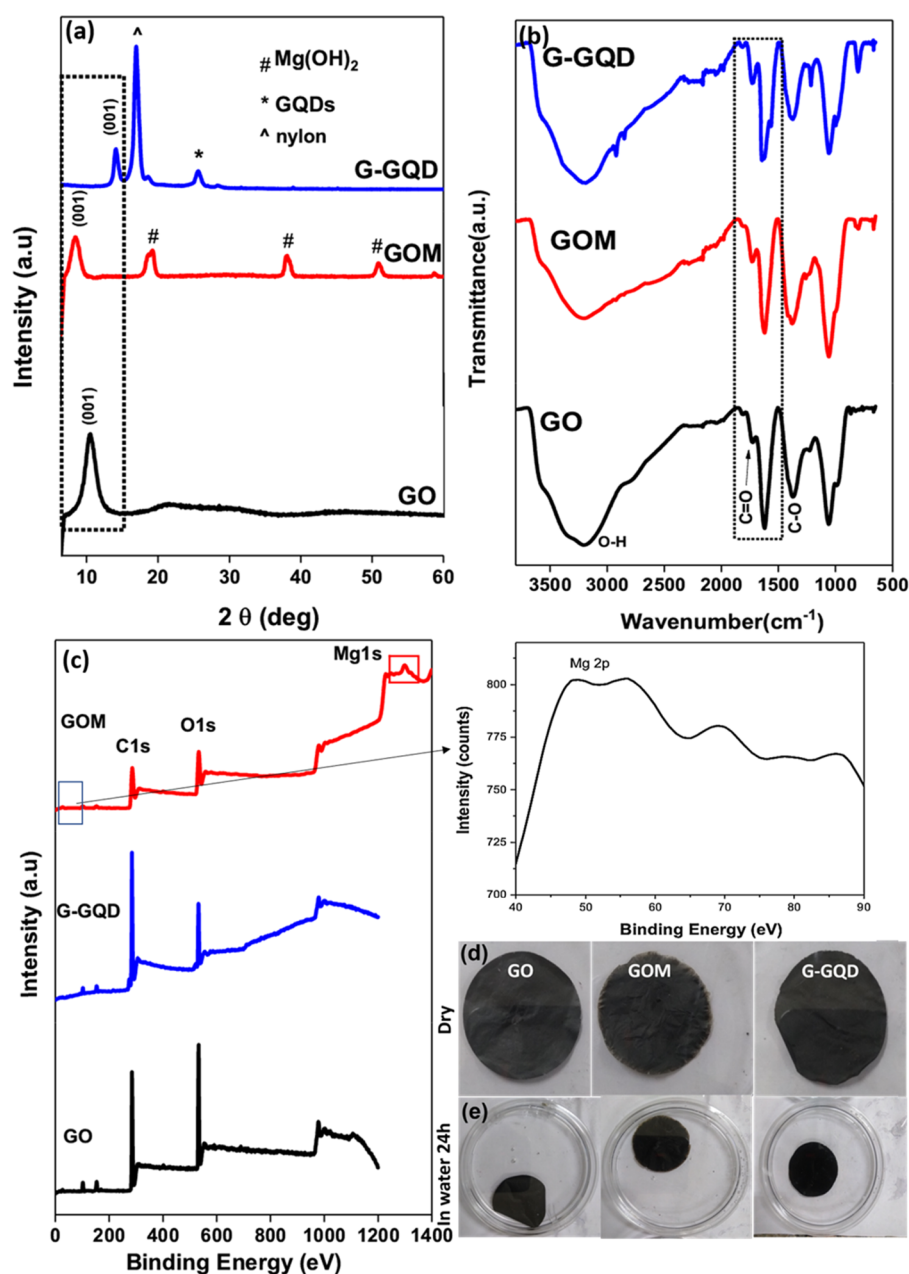 (a)
^
# Mg(OH)2
* GQDs
^ nylon
(001)
*
G-GQD
(001)
#
#
#
GOM
(001)
GO
Intensity (a.u)
10 20 30 40 50 60
2 θ (deg)
(b)
G-GQD
GOM
GO
C=O
C-O
O-H
Transmittance(a.u.)
3500 3000 2500 2000 1500 1000 500
Wavenumber(cm-1)
(c)
Mg1s
GOM
C1s
O1s
G-GQD
GO
Intensity (a.u)
0 200 400 600 800 1000 1200 1400
Binding Energy (eV)
Mg 2p
800
775
750
725
700
Intensity (counts)
40 50 60 70 80 90
Binding Energy (eV)
(d)
GO
GOM
G-GQD
Dry
(e)
In water 24h